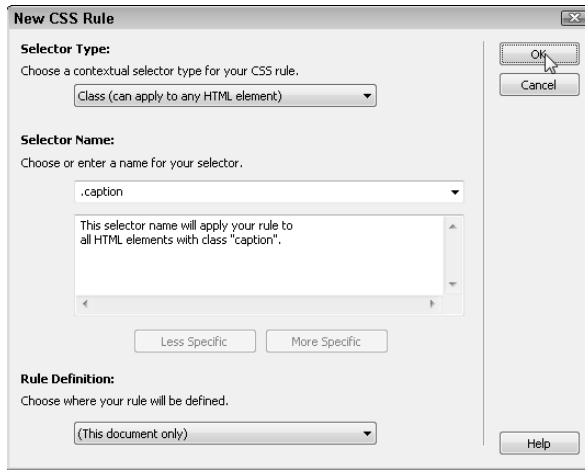 New CSS Rule
Selector Type:
Choose a contextual selector type for your CSS rule.
Class (can apply to any HTML element)
Selector Name:
Choose or enter a name for your selector.
.caption
This selector name will apply your rule to
all HTML elements with class "caption".
Less Specific
More Specific
Rule Definition:
Choose where your rule will be defined.
(This document only)
OK
Cancel
Help